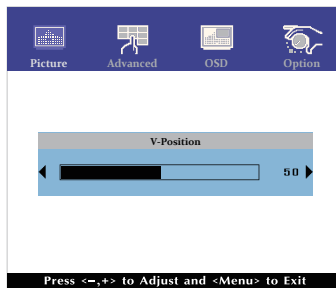 Picture Advanced OSD Option
V-Position
50
Press <–,+> to Adjust and <Menu> to Exit